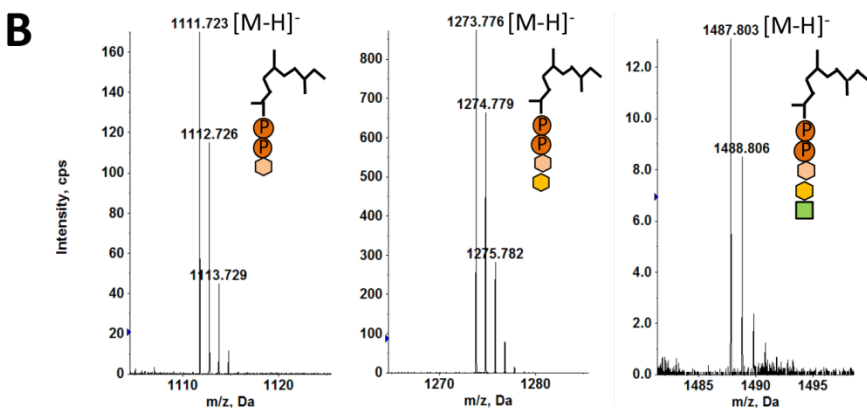 B
1111.723 [M-H]-
160
140
1112.726
120
100
80
60
1113.729
40
20
0
Intensity, cps
1110 1120
m/z, Da
P
P
1273.776 [M-H]-
800
1274.779
700
600
500
400
300
1275.782
200
100
0
1270 1280
m/z, Da
P
P
1487.803 [M-H]-
12.0
10.0
1488.806
8.0
6.0
4.0
2.0
0.0
1485 1490 1495
m/z, Da
P
P